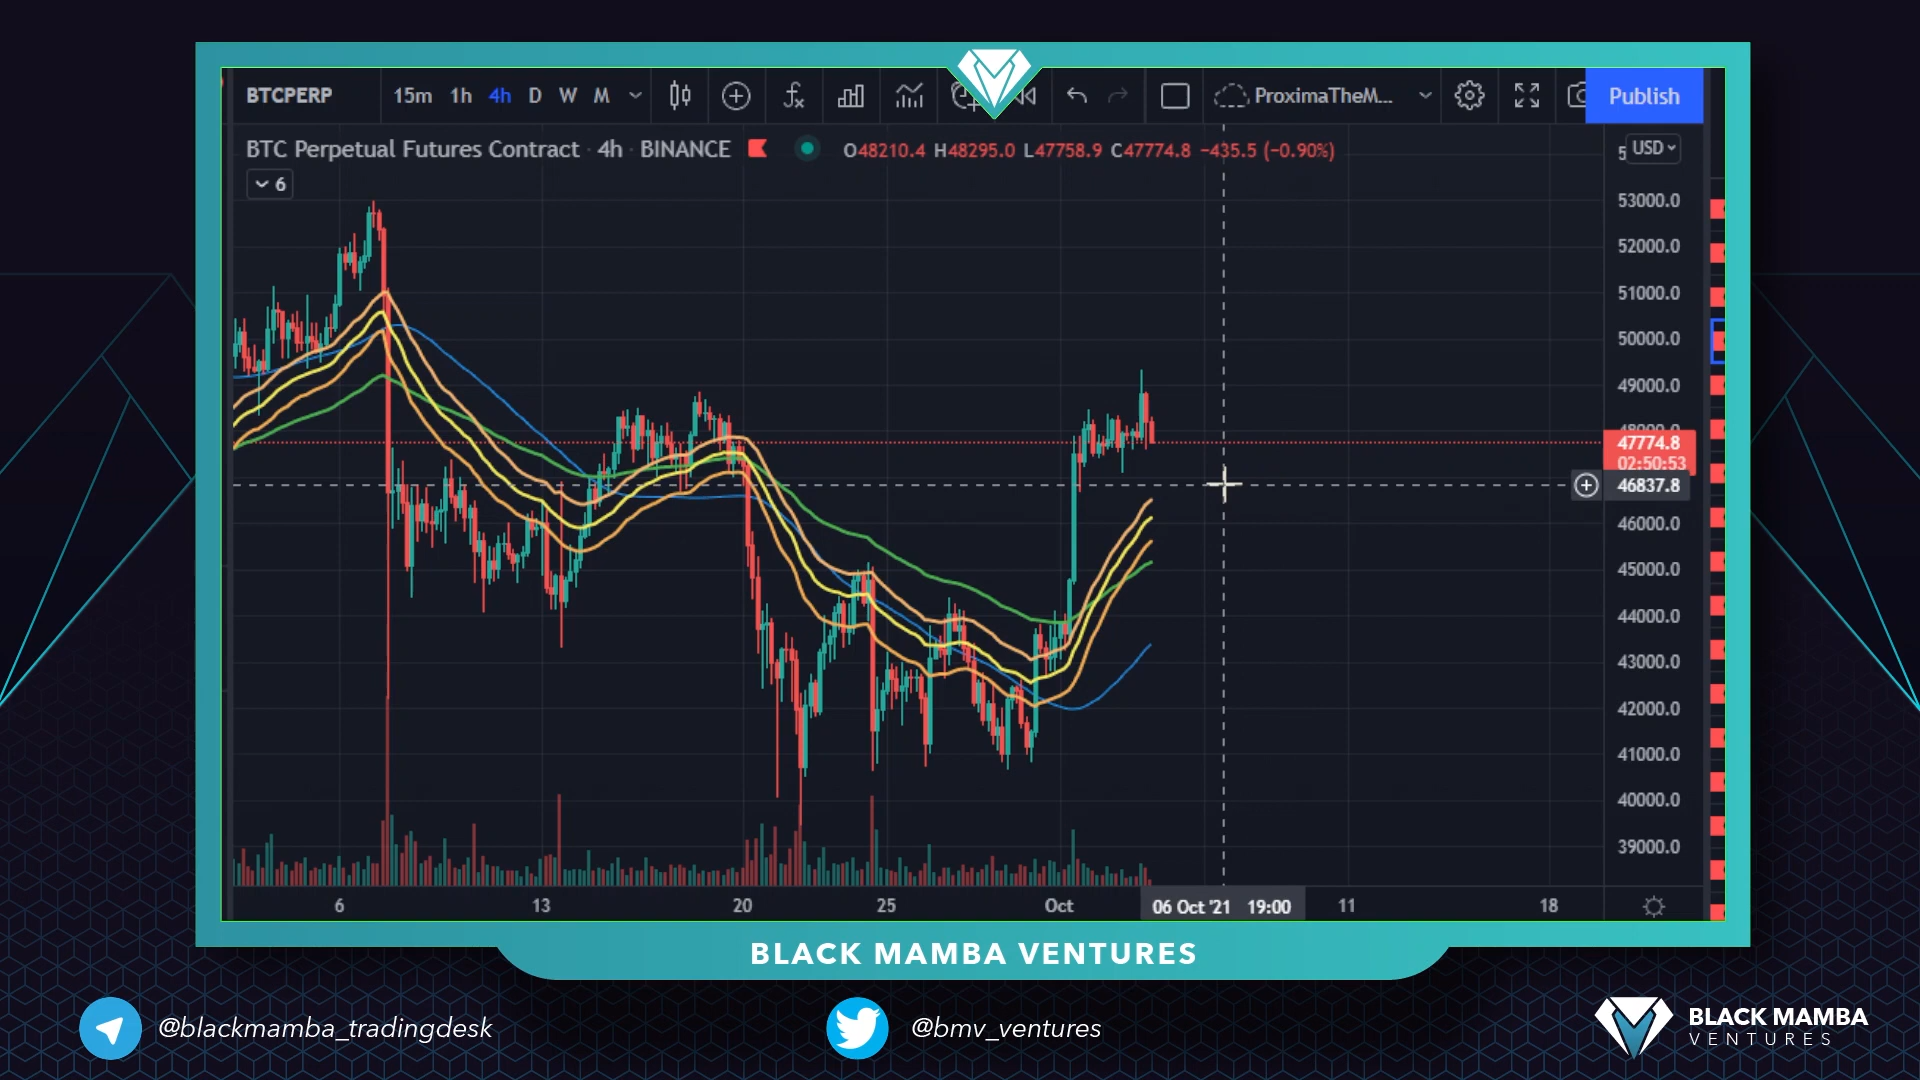 BTCPERP 15m 1h 4h D W M ProximaTheM... Publish
BTC Perpetual Futures Contract · 4h · BINANCE O48210.4 H48295.0 L47758.9 C47774.8 −435.5 (−0.90%)
USD
6
53000.0
52000.0
51000.0
50000.0
49000.0
48000.0
47774.8
02:50:53
46837.8
46000.0
45000.0
44000.0
43000.0
42000.0
41000.0
40000.0
39000.0
6 13 20 25 Oct 06 Oct '21 19:00 11 18
BLACK MAMBA VENTURES
@blackmamba_tradingdesk
@bmv_ventures
BLACK MAMBA
VENTURES